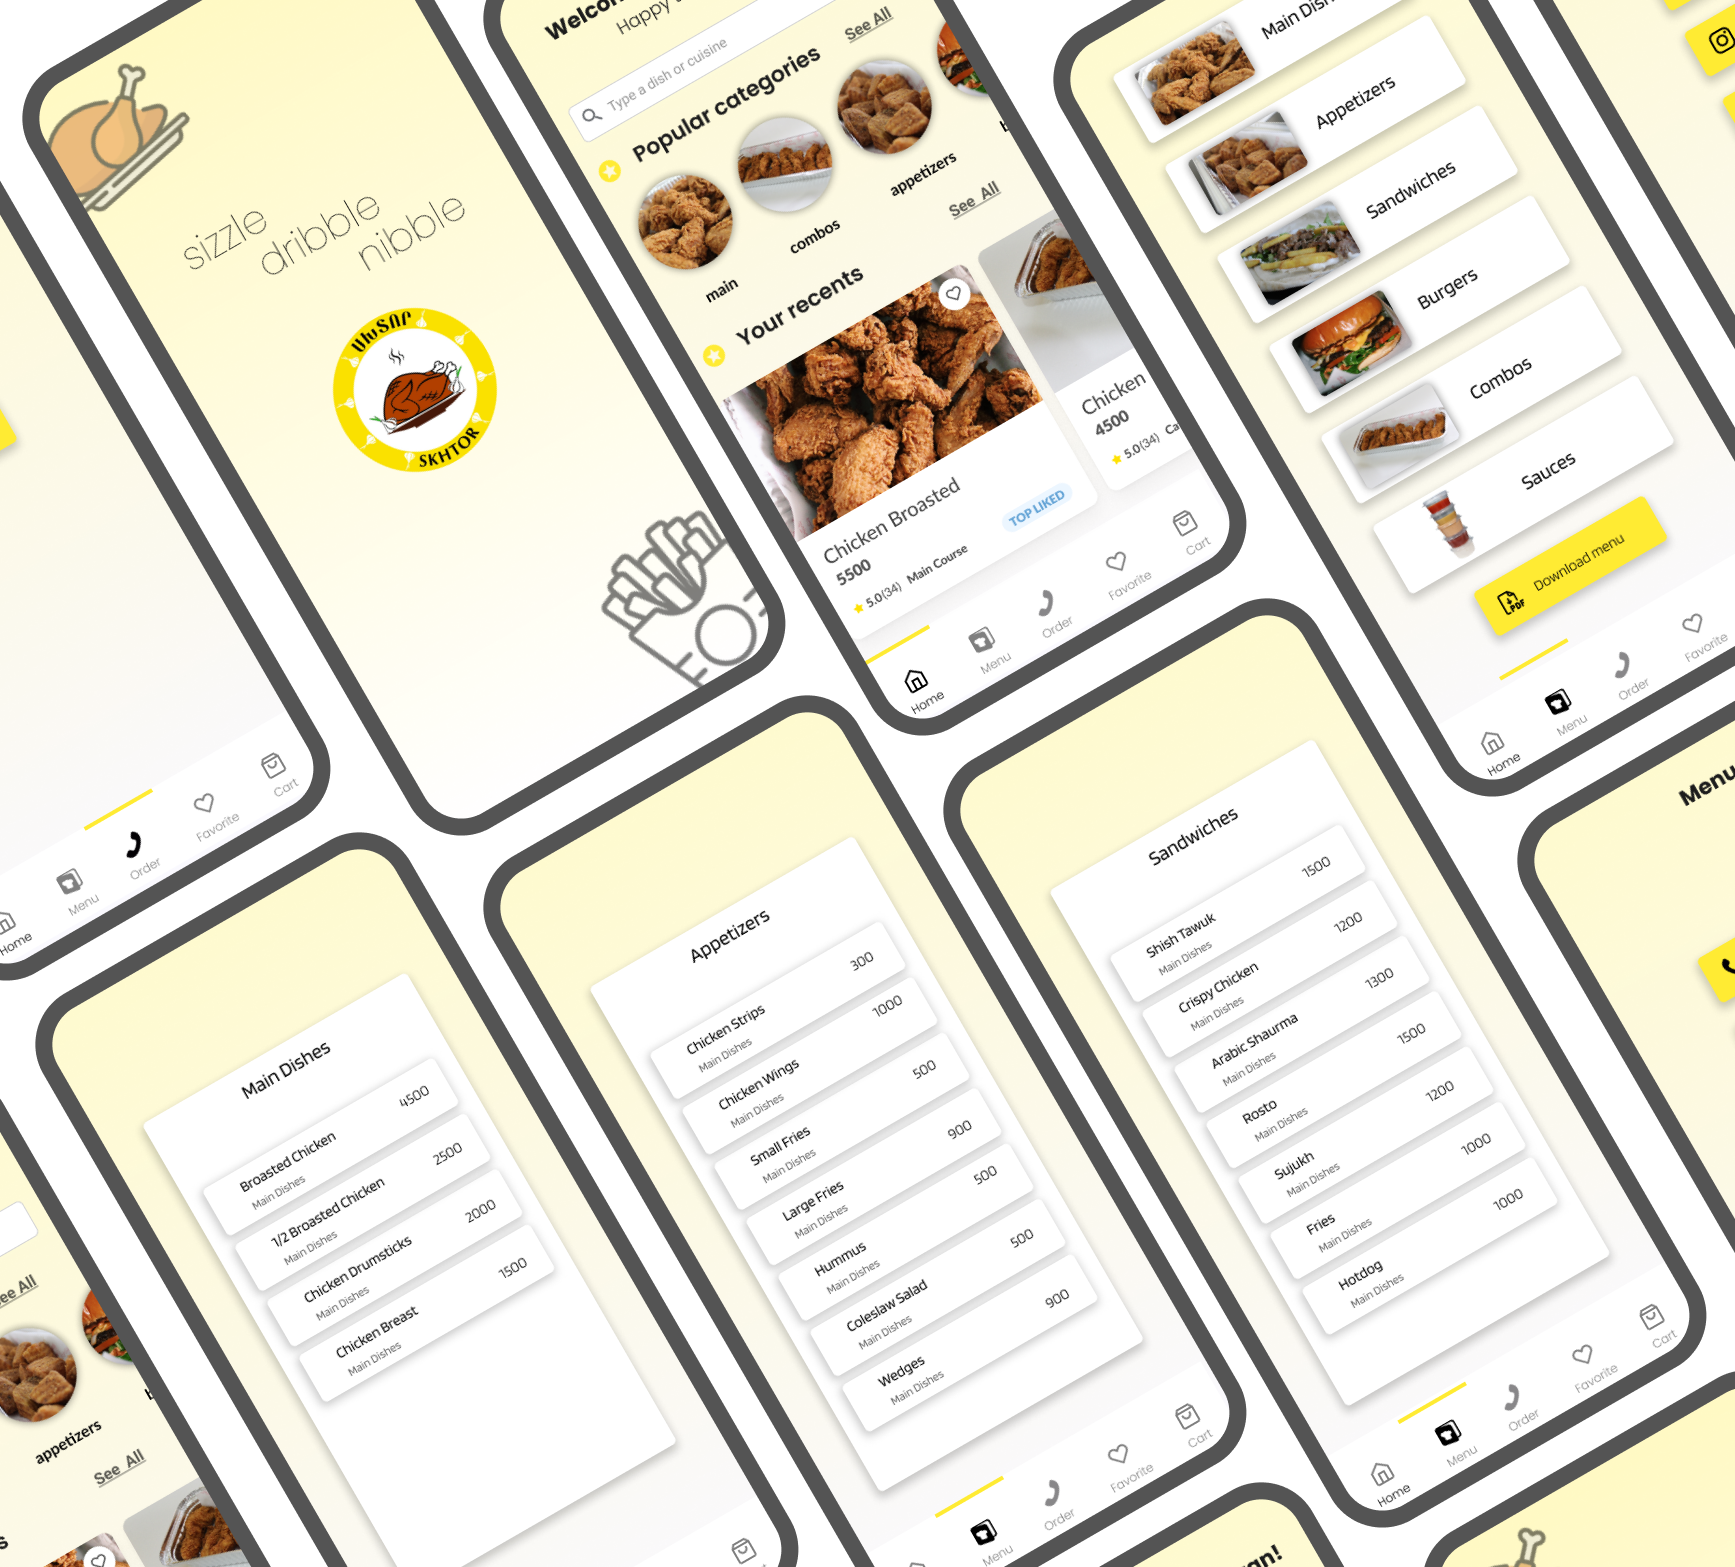 sizzle
dribble
nibble
ՍԽՏՈՐ
SKHTOR
Happy
Type a dish or cuisine
Popular categories
See All
main
combos
appetizers
Your recents
See All
Chicken Broasted
5500
5.0(34) Main Course
TOP LIKED
Chicken
4500
5.0(34)
Home
Menu
Order
Favorite
Cart
Appetizers
Sandwiches
Burgers
Combos
Sauces
PDF
Download menu
Home
Menu
Order
Favorite
Home
Menu
Order
Favorite
Cart
Main Dishes
Broasted Chicken
Main Dishes
4500
1/2 Broasted Chicken
Main Dishes
2500
Chicken Drumsticks
Main Dishes
2000
Chicken Breast
Main Dishes
1500
Appetizers
Chicken Strips
Main Dishes
300
Chicken Wings
Main Dishes
1000
Small Fries
Main Dishes
500
Large Fries
Main Dishes
900
Hummus
Main Dishes
500
Coleslaw Salad
Main Dishes
500
Wedges
Main Dishes
900
Menu
Order
Favorite
Cart
Sandwiches
Shish Tawuk
Main Dishes
1500
Crispy Chicken
Main Dishes
1200
Arabic Shaurma
Main Dishes
1300
Rosto
Main Dishes
1500
Sujukh
Main Dishes
1200
Fries
Main Dishes
1000
Hotdog
Main Dishes
1000
Home
Menu
Order
Favorite
Cart
Menu
appetizers
See All